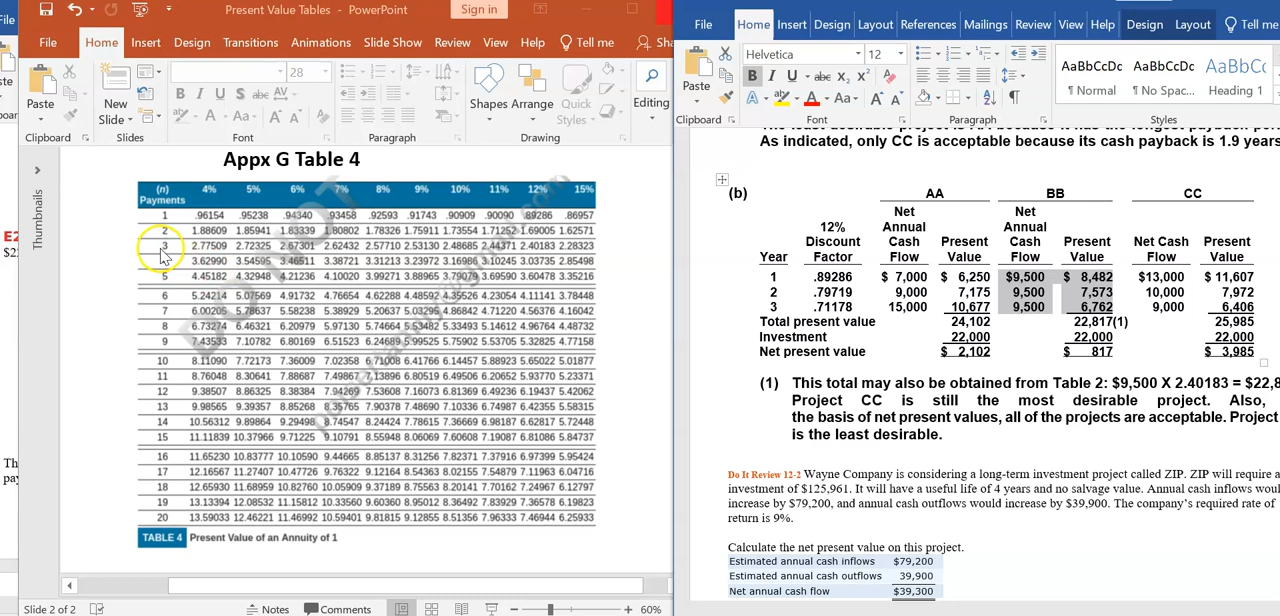 File
Present Value Tables - PowerPoint
Sign in
File Home Insert Design Transitions Animations Slide Show Review View Help Tell me Sha
Paste
New
Slide
28
B I U S abc AV
Aa A A
Shapes Arrange Quick
Styles
Editing
Clipboard Slides Font Paragraph Drawing
Thumbnails
Appx G Table 4
(n)
Payments 4% 5% 6% 7% 8% 9% 10% 11% 12% 15%
1 .96154 .95238 .94340 .93458 .92593 .91743 .90909 .90090 .89286 .86957
2 1.88609 1.85941 1.83339 1.80802 1.78326 1.75911 1.73554 1.71252 1.69005 1.62571
3 2.77509 2.72325 2.67301 2.62432 2.57710 2.53130 2.48685 2.44371 2.40183 2.28323
3.62990 3.54595 3.46511 3.38721 3.31213 3.23972 3.16986 3.10245 3.03735 2.85498
5 4.45182 4.32948 4.21236 4.10020 3.99271 3.88965 3.79079 3.69590 3.60478 3.35216
6 5.24214 5.07569 4.91732 4.76654 4.62288 4.48592 4.35526 4.23054 4.11141 3.78448
7 6.00205 5.78637 5.58238 5.38929 5.20637 5.03295 4.86842 4.71220 4.56376 4.16042
8 6.73274 6.46321 6.20979 5.97130 5.74664 5.53482 5.33493 5.14612 4.96764 4.48732
9 7.43533 7.10782 6.80169 6.51523 6.24689 5.99525 5.75902 5.53705 5.32825 4.77158
10 8.11090 7.72173 7.36009 7.02358 6.71008 6.41766 6.14457 5.88923 5.65022 5.01877
11 8.76048 8.30641 7.88687 7.49867 7.13896 6.80519 6.49506 6.20652 5.93770 5.23371
12 9.38507 8.86325 8.38384 7.94269 7.53608 7.16073 6.81369 6.49236 6.19437 5.42062
13 9.98565 9.39357 8.85268 8.35765 7.90378 7.48690 7.10336 6.74987 6.42355 5.58315
14 10.56312 9.89864 9.29498 8.74547 8.24424 7.78615 7.36669 6.98187 6.62817 5.72448
15 11.11839 10.37966 9.71225 9.10791 8.55948 8.06069 7.60608 7.19087 6.81086 5.84737
16 11.65230 10.83777 10.10590 9.44665 8.85137 8.31256 7.82371 7.37916 6.97399 5.95424
17 12.16567 11.27407 10.47726 9.76322 9.12164 8.54363 8.02155 7.54879 7.11963 6.04716
18 12.65930 11.68959 10.82760 10.05909 9.37189 8.75563 8.20141 7.70162 7.24967 6.12797
19 13.13394 12.08532 11.15812 10.33560 9.60360 8.95012 8.36492 7.83929 7.36578 6.19823
20 13.59033 12.46221 11.46992 10.59401 9.81815 9.12855 8.51356 7.96333 7.46944 6.25933
TABLE 4 Present Value of an Annuity of 1
DO NOT
Slide 2 of 2 Notes Comments 60%
File Home Insert Design Layout References Mailings Review View Help Design Layout Tell me
Paste
Helvetica 12
B I U abc X2 X2
A A Aa A A
AaBbCcDc AaBbCcDc AaBbCc
¶ Normal ¶ No Spac... Heading 1
Clipboard Font Paragraph Styles
As indicated, only CC is acceptable because its cash payback is 1.9 years
(b) AA BB CC
Net Net
12% Annual Annual
Discount Cash Present Cash Present Net Cash Present
Year Factor Flow Value Flow Value Flow Value
1 .89286 $ 7,000 $ 6,250 $9,500 $ 8,482 $13,000 $ 11,607
2 .79719 9,000 7,175 9,500 7,573 10,000 7,972
3 .71178 15,000 10,677 9,500 6,762 9,000 6,406
Total present value 24,102 22,817(1) 25,985
Investment 22,000 22,000 22,000
Net present value $ 2,102 $ 817 $ 3,985
(1) This total may also be obtained from Table 2: $9,500 X 2.40183 = $22,8
Project CC is still the most desirable project. Also,
the basis of net present values, all of the projects are acceptable. Project
is the least desirable.
Do It Review 12-2 Wayne Company is considering a long-term investment project called ZIP. ZIP will require a
investment of $125,961. It will have a useful life of 4 years and no salvage value. Annual cash inflows woul
increase by $79,200, and annual cash outflows would increase by $39,900. The company's required rate of
return is 9%.
Calculate the net present value on this project.
Estimated annual cash inflows $79,200
Estimated annual cash outflows 39,900
Net annual cash flow $39,300